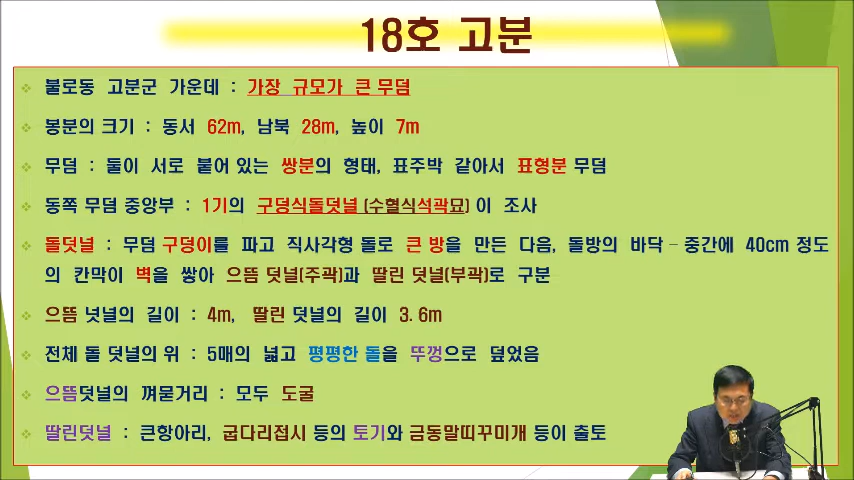 18호 고분
불로동 고분군 가운데 : 가장 규모가 큰 무덤
봉분의 크기 : 동서 62m, 남북 28m, 높이 7m
무덤 : 둘이 서로 붙어 있는 쌍분의 형태, 표주박 같아서 표형분 무덤
동쪽 무덤 중앙부 : 1기의 구덩식돌덧널 (수혈식석곽묘) 이 조사
돌덧널 : 무덤 구덩이를 파고 직사각형 돌로 큰 방을 만든 다음, 돌방의 바닥 – 중간에 40cm 정도
의 칸막이 벽을 쌓아 으뜸 덧널(주곽)과 딸린 덧널(부곽)로 구분
으뜸 넛널의 길이 : 4m, 딸린 덧널의 길이 3.6m
전체 돌 덧널의 위 : 5매의 넓고 평평한 돌을 뚜껑으로 덮었음
으뜸덧널의 껴묻거리 : 모두 도굴
딸린덧널 : 큰항아리, 굽다리접시 등의 토기와 금동말띠꾸미개 등이 출토